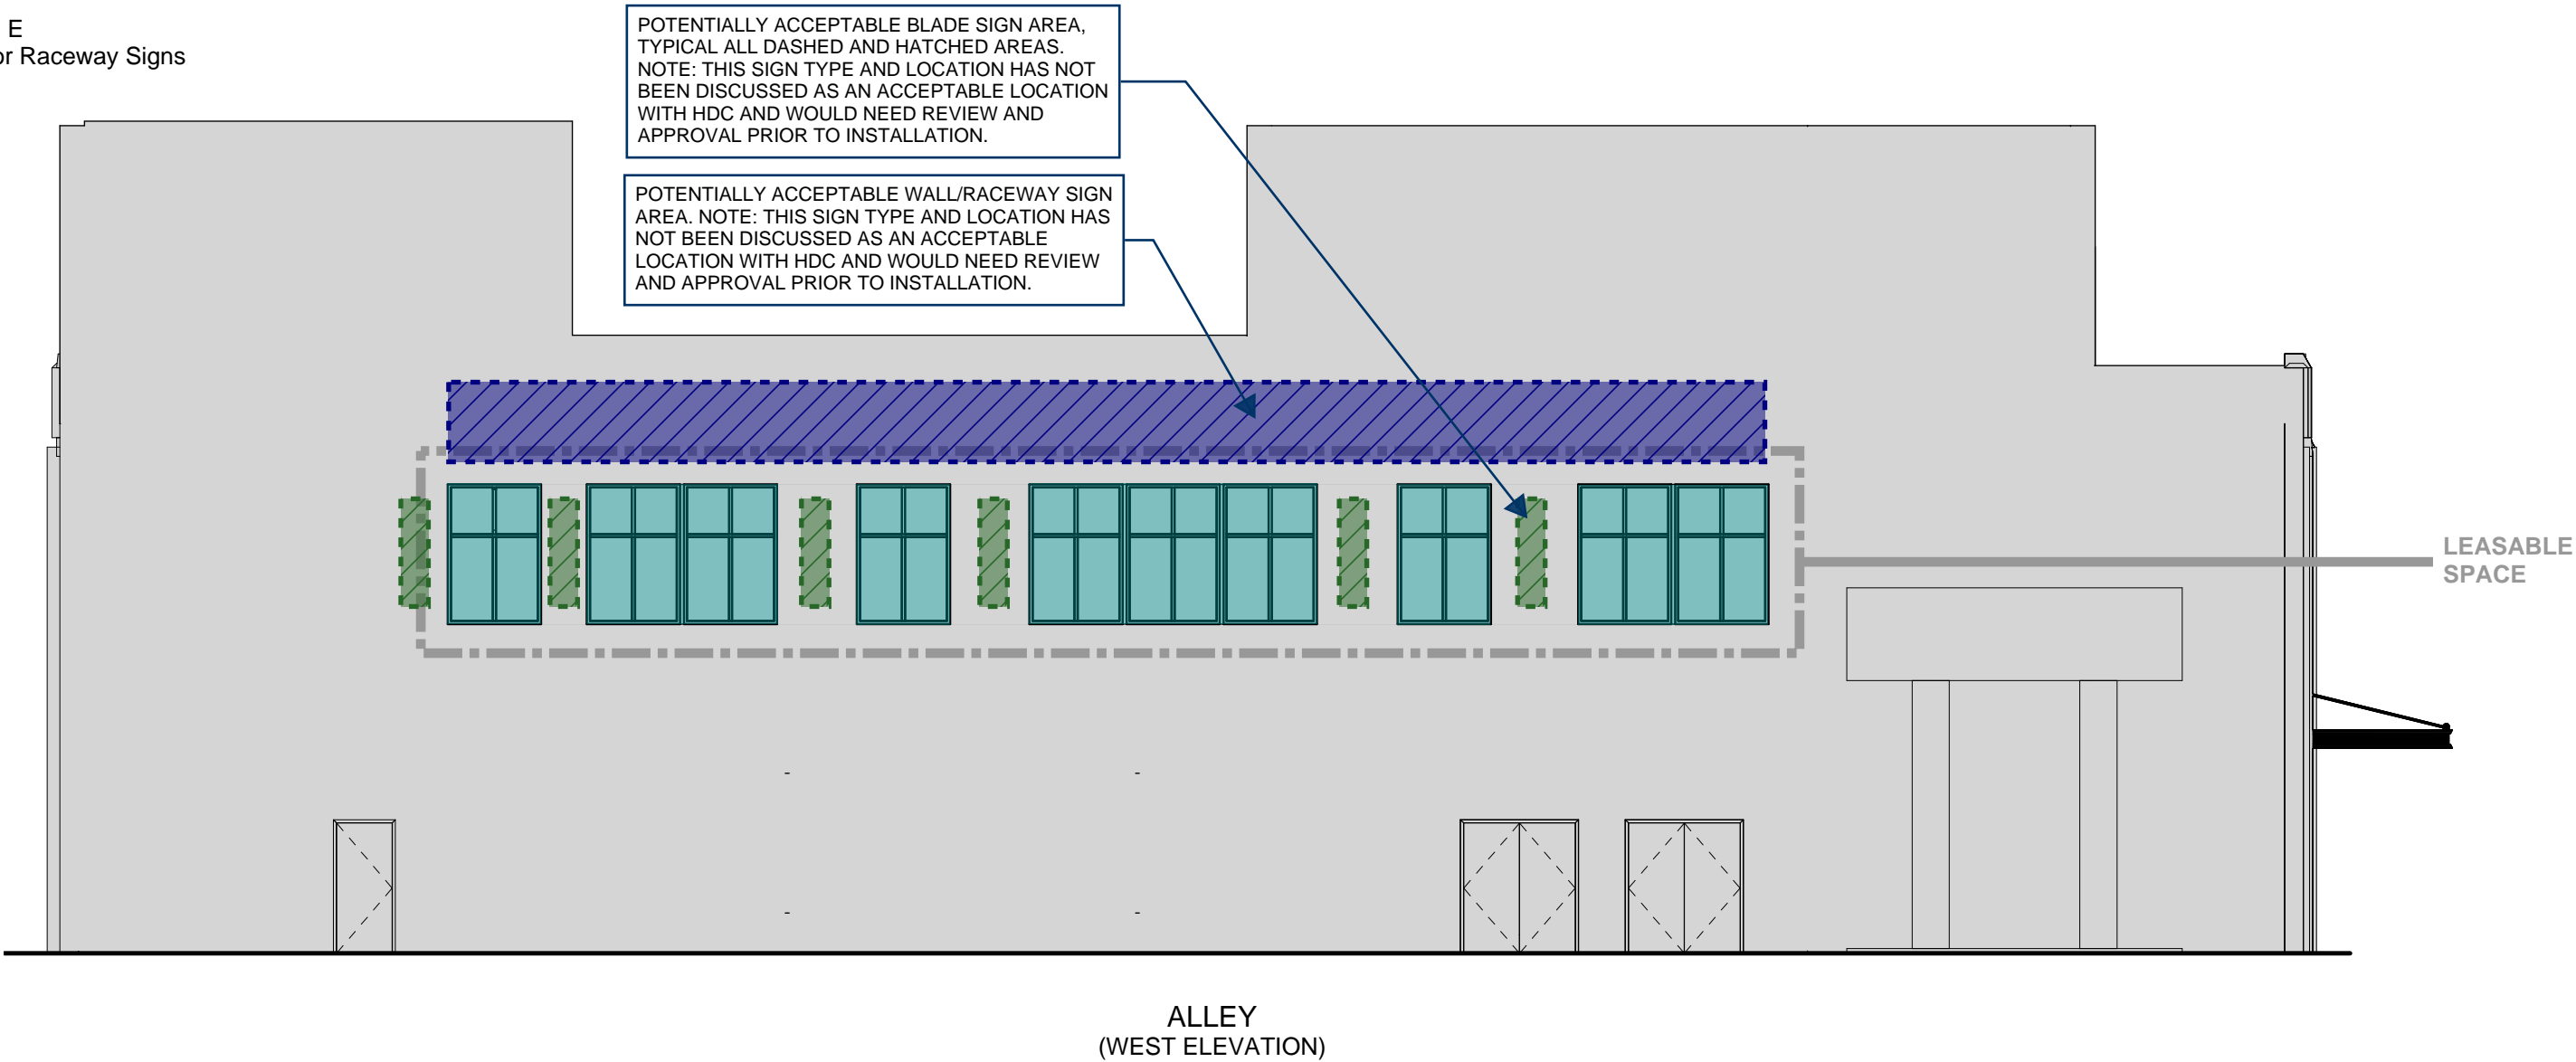 E
or Raceway Signs
POTENTIALLY ACCEPTABLE BLADE SIGN AREA,
TYPICAL ALL DASHED AND HATCHED AREAS.
NOTE: THIS SIGN TYPE AND LOCATION HAS NOT
BEEN DISCUSSED AS AN ACCEPTABLE LOCATION
WITH HDC AND WOULD NEED REVIEW AND
APPROVAL PRIOR TO INSTALLATION.
POTENTIALLY ACCEPTABLE WALL/RACEWAY SIGN
AREA. NOTE: THIS SIGN TYPE AND LOCATION HAS
NOT BEEN DISCUSSED AS AN ACCEPTABLE
LOCATION WITH HDC AND WOULD NEED REVIEW
AND APPROVAL PRIOR TO INSTALLATION.
LEASABLE
SPACE
ALLEY
(WEST ELEVATION)